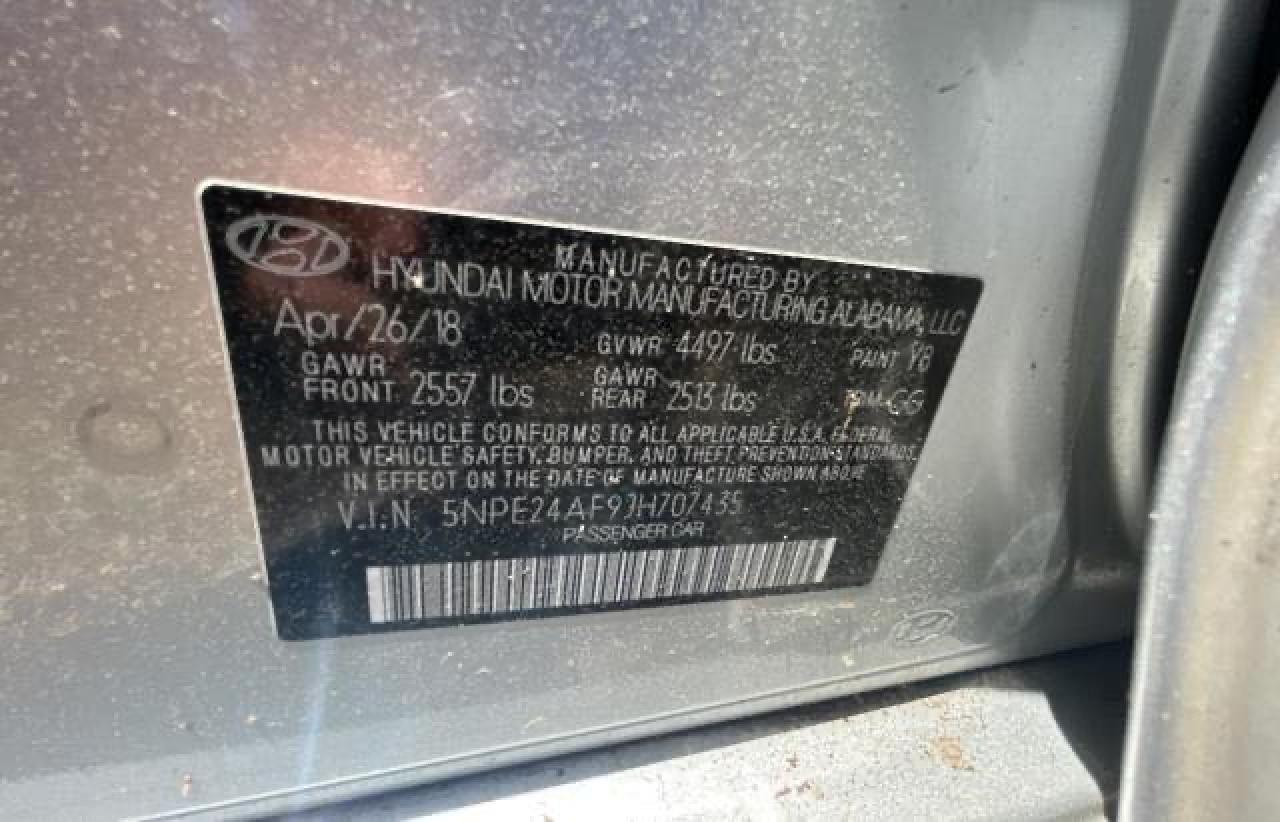 MANUFACTURED BY
HYUNDAI MOTOR MANUFACTURING ALABAMA, LLC
Apr/26/18 GVWR 4497 lbs PAINT
GAWR FRONT 2557 lbs GAWR REAR 2513 lbs
THIS VEHICLE CONFORMS TO ALL APPLICABLE U.S.A. FEDERAL
MOTOR VEHICLE SAFETY, BUMPER, AND THEFT PREVENTION STANDARDS
IN EFFECT ON THE DATE OF MANUFACTURE SHOWN ABOVE
V.I.N 5NPE24AF9JH707435
PASSENGER CAR